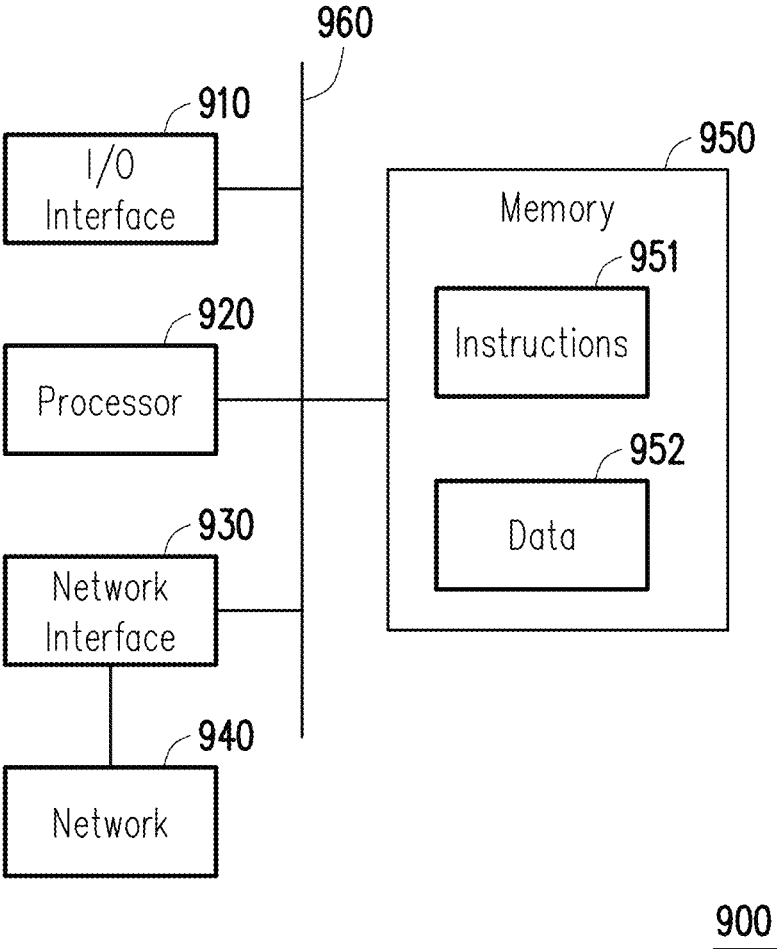 960
910
I/O
Interface
950
Memory
951
Instructions
920
Processor
952
Data
930
Network
Interface
940
Network
900